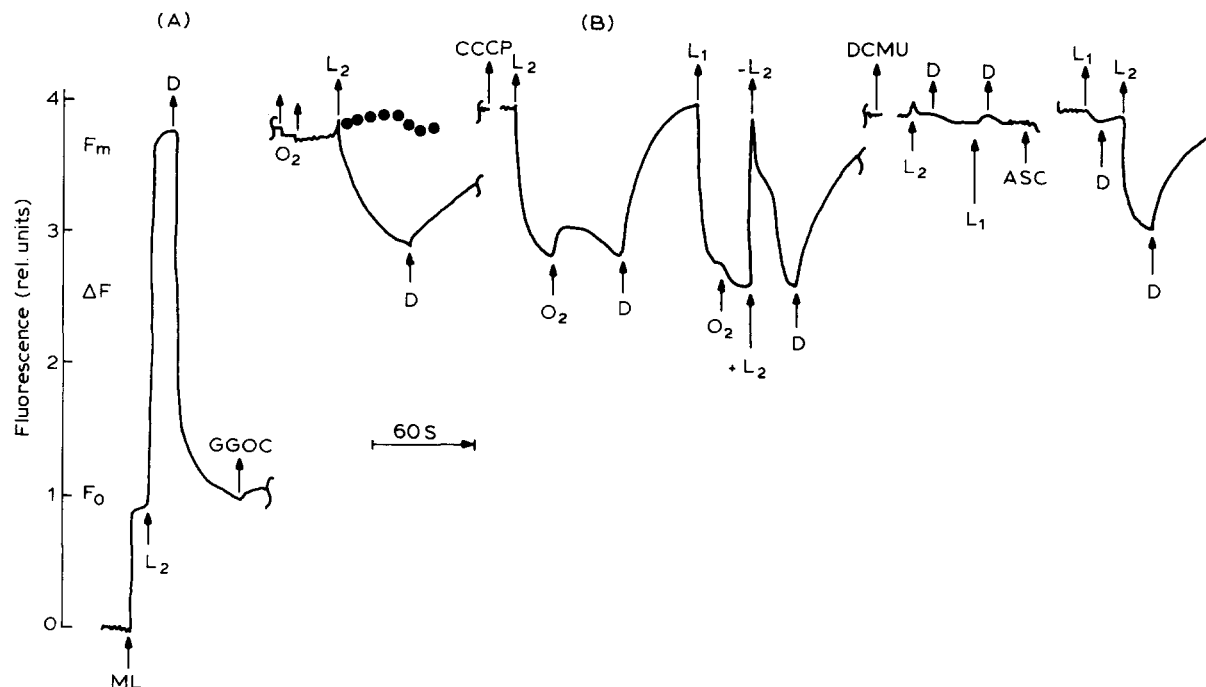 (A)
(B)
Fluorescence (rel. units)
4
Fm
3
ΔF
2
1
Fo
0
ML
L2
D
GGOC
O2
L2
D
60 S
CCCP
L2
O2
D
L1
O2
-L2
+ L2
D
DCMU
L2
D
L1
D
ASC
L1
D
L2
D